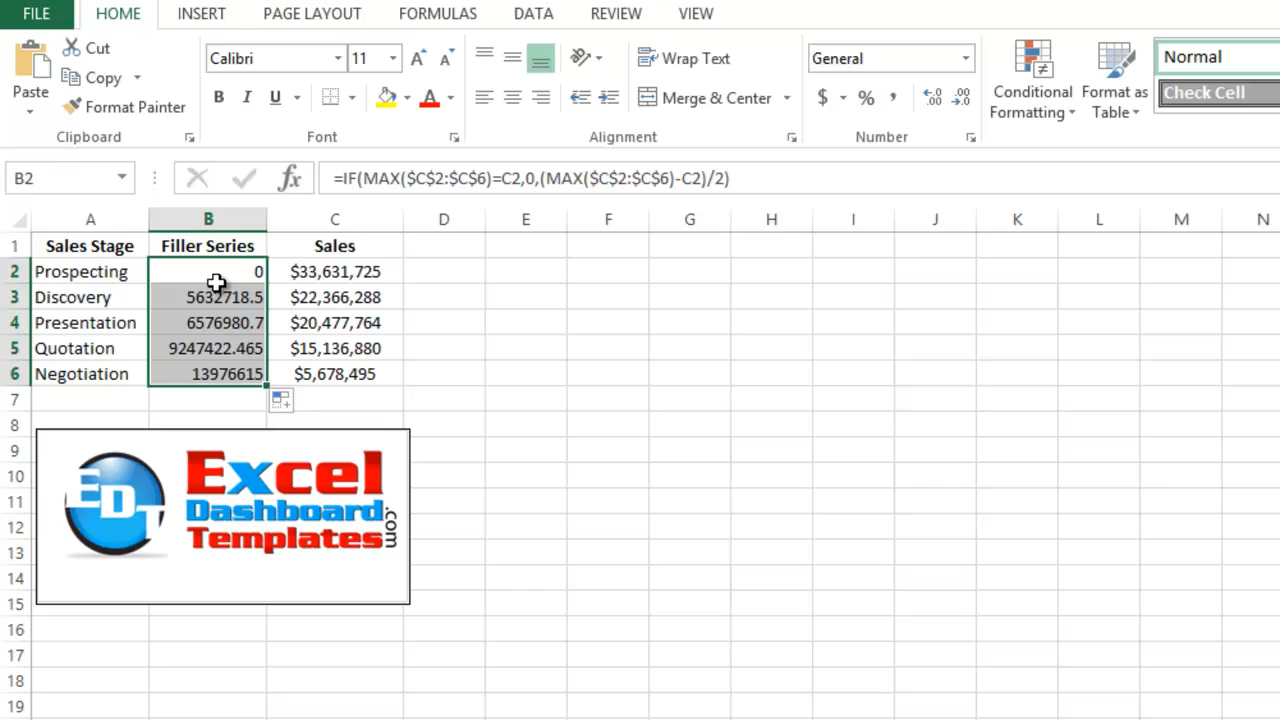 FILE HOME INSERT PAGE LAYOUT FORMULAS DATA REVIEW VIEW
Paste
Cut
Copy
Format Painter
Clipboard
Calibri 11 A A
B I U A
Font
Wrap Text
Merge & Center
Alignment
General
$ % , .00 .0
Number
Conditional
Formatting
Format as
Table
Normal
Check Cell
B2 fx =IF(MAX($C$2:$C$6)=C2,0,(MAX($C$2:$C$6)-C2)/2)
A B C D E F G H I J K L M N
1 Sales Stage Filler Series Sales
2 Prospecting 0 $33,631,725
3 Discovery 5632718.5 $22,366,288
4 Presentation 6576980.7 $20,477,764
5 Quotation 9247422.465 $15,136,880
6 Negotiation 13976615 $5,678,495
7
8
9
10
11
12
13
14
15
16
17
18
19
EDT
Excel
Dashboard
Templates
.com